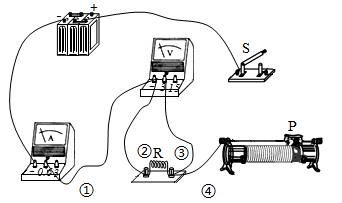 - +
V
- 3 15
S
A
- 0.6 3
② R ③
P
① ④